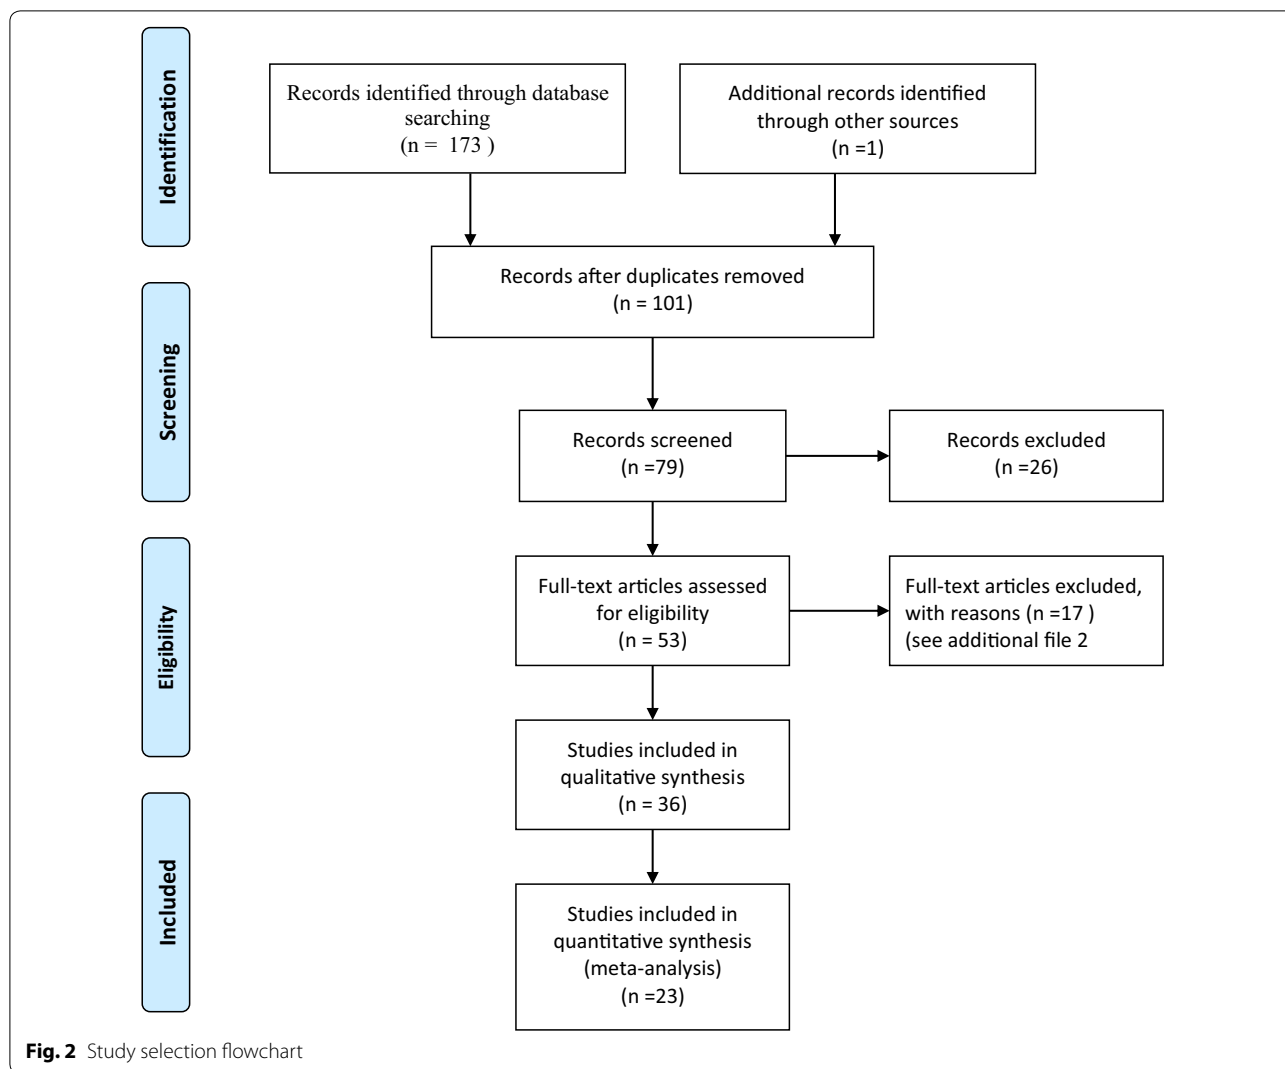 Identification
Records identified through database
searching
(n =  173 )
Additional records identified
through other sources
(n =1)
Records after duplicates removed
(n = 101)
Screening
Records screened
(n =79)
Records excluded
(n =26)
Eligibility
Full-text articles assessed
for eligibility
(n = 53)
Full-text articles excluded,
with reasons (n =17 )
(see additional file 2
Studies included in
qualitative synthesis
(n = 36)
Included
Studies included in
quantitative synthesis
(meta-analysis)
(n =23)
Fig. 2 Study selection flowchart